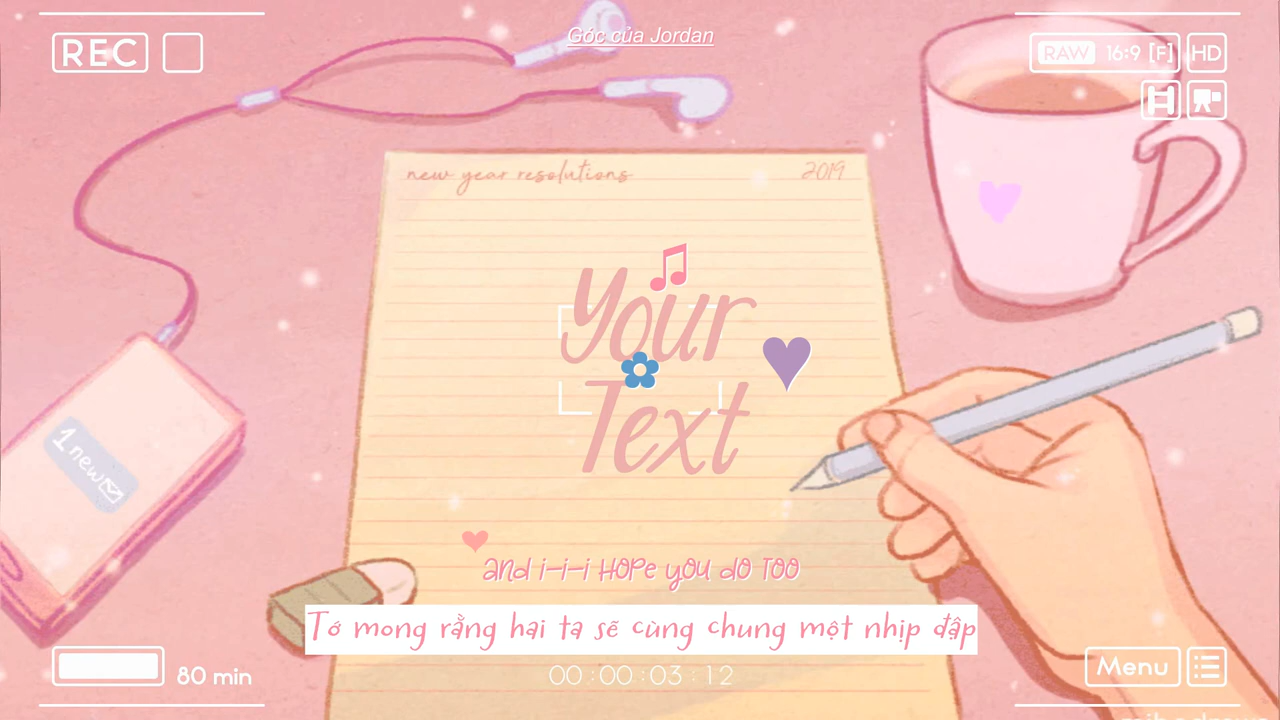 Góc của Jordan
REC
RAW 16:9 [F] HD
new year resolutions 2019
Your
Text
1 new
and i-i-i HOPE you do Too
Tớ mong rằng hai ta sẽ cùng chung một nhịp đập
80 min
00:00:03:12
Menu